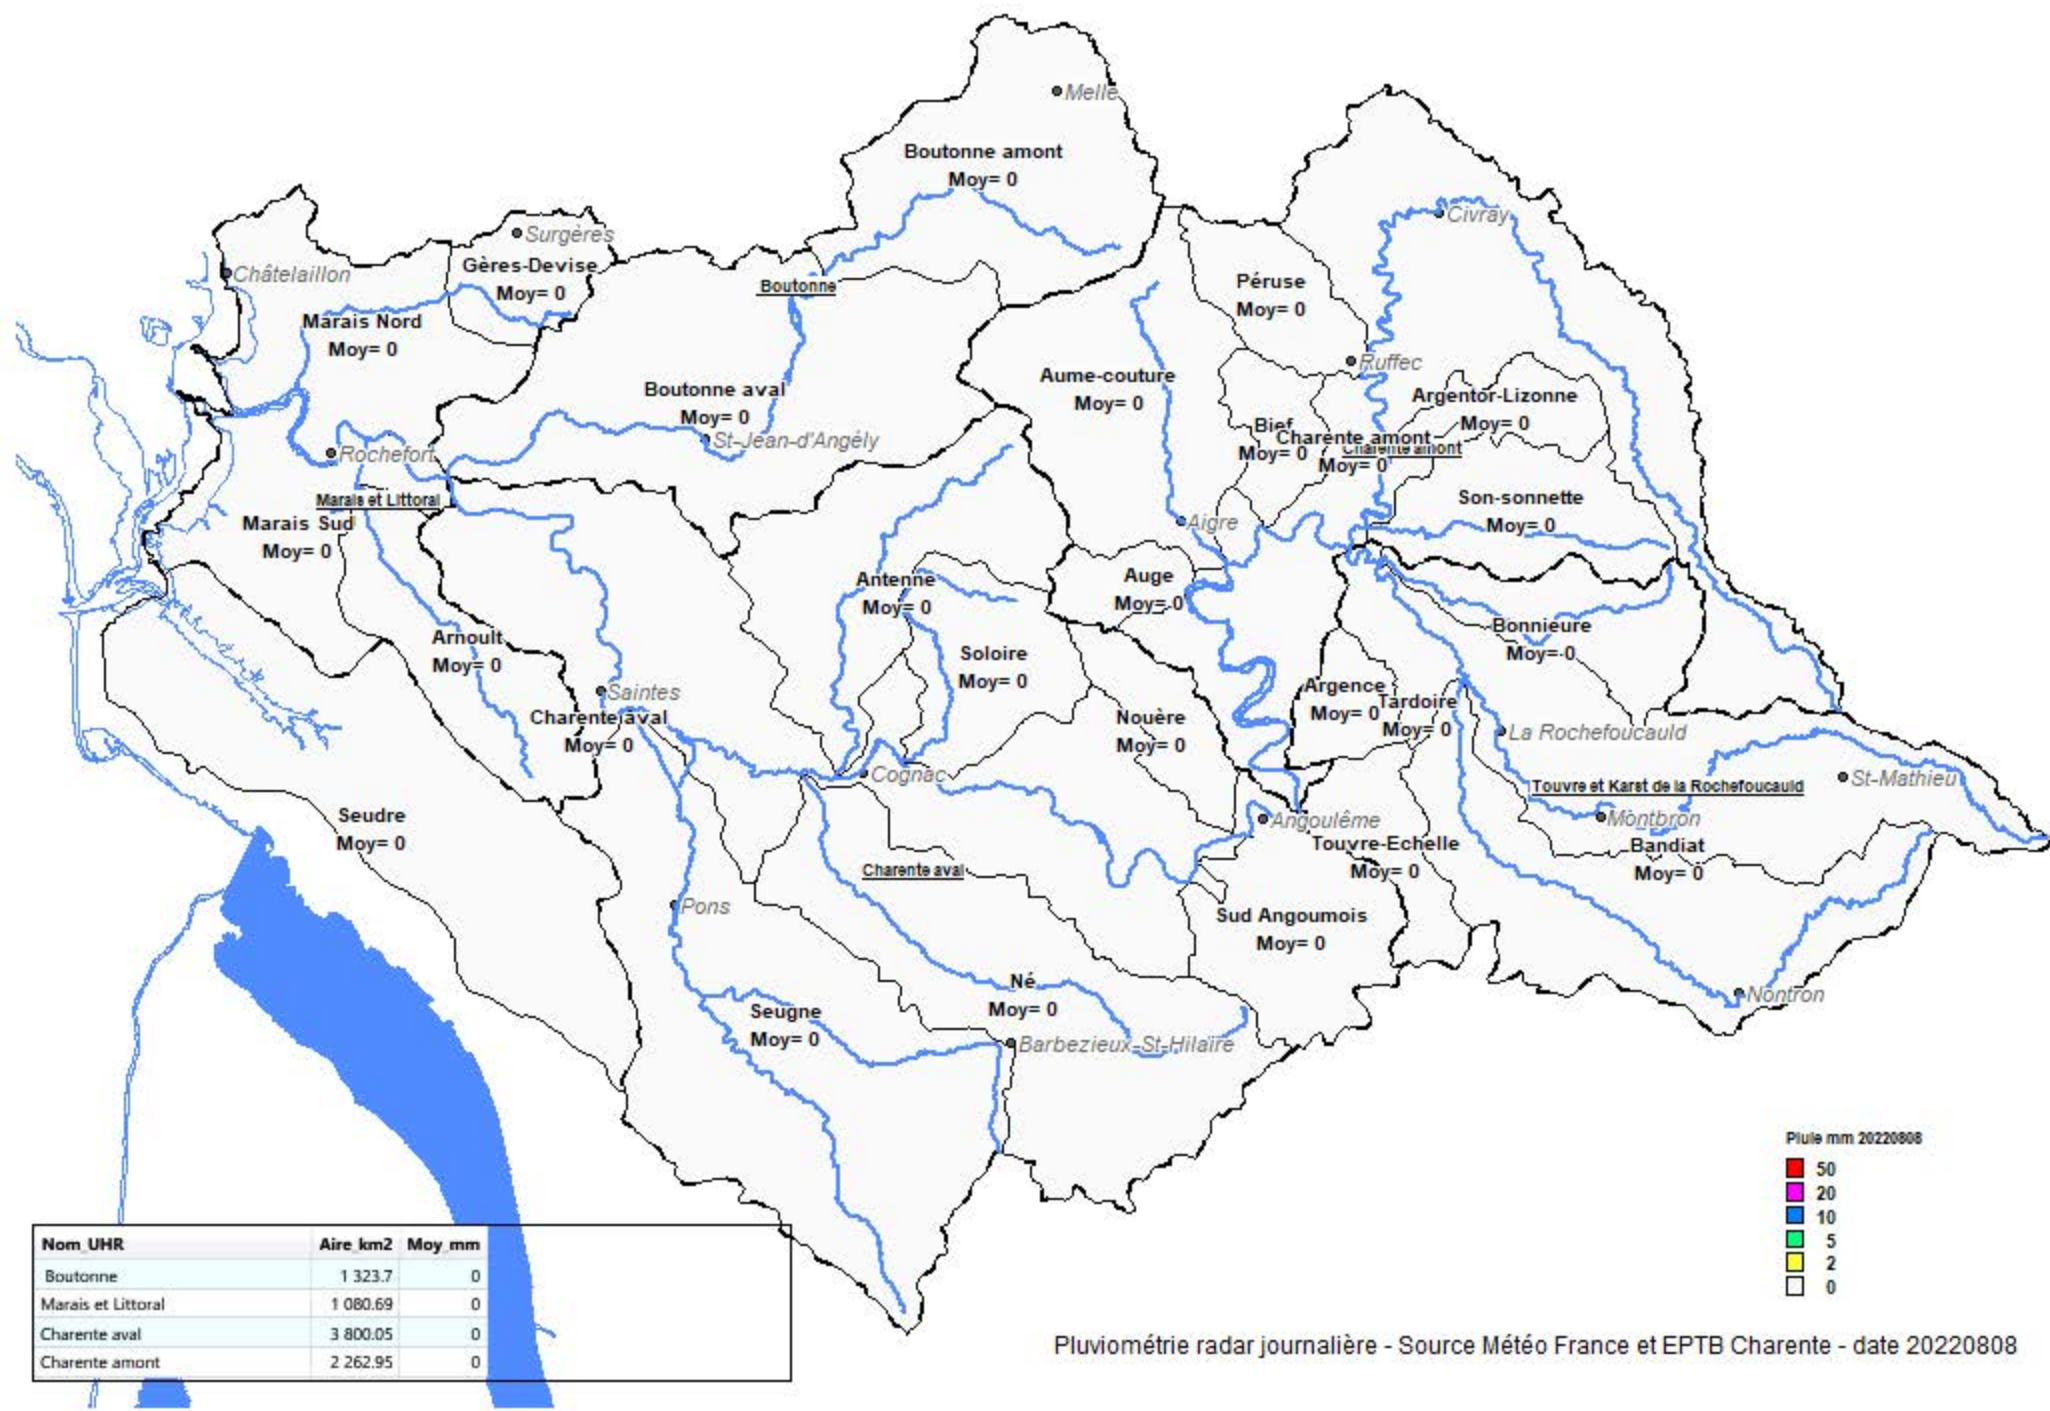 Melle
Boutonne amont
Moy= 0
Civray
Surgères
Châtelaillon
Gères-Devise
Moy= 0
Boutonne
Péruse
Moy= 0
Marais Nord
Moy= 0
Ruffec
Boutonne aval
Moy= 0
Aume-couture
Moy= 0
Argentor-Lizonne
Moy= 0
St-Jean-d'Angély
Bief
Moy= 0
Charente amont
Moy= 0
Charente amont
Rochefort
Marais et Littoral
Son-sonnette
Moy= 0
Marais Sud
Moy= 0
Aigre
Antenne
Moy= 0
Auge
Moy= 0
Bonnieure
Moy= 0
Arnoult
Moy= 0
Soloire
Moy= 0
Saintes
Argence
Moy= 0
Tardoire
Moy= 0
Charente aval
Moy= 0
Nouère
Moy= 0
La Rochefoucauld
Cognac
Touvre et Karst de la Rochefoucauld
St-Mathieu
Seudre
Moy= 0
Angoulême
Montbron
Touvre-Echelle
Moy= 0
Bandiat
Moy= 0
Charente aval
Pons
Sud Angoumois
Moy= 0
Né
Moy= 0
Nontron
Seugne
Moy= 0
Barbezieux-St-Hilaire
Pluie mm 20220808
50
20
10
5
2
0
Nom_UHR Aire_km2 Moy_mm
Boutonne 1 323.7 0
Marais et Littoral 1 080.69 0
Charente aval 3 800.05 0
Charente amont 2 262.95 0
Pluviométrie radar journalière - Source Météo France et EPTB Charente - date 20220808